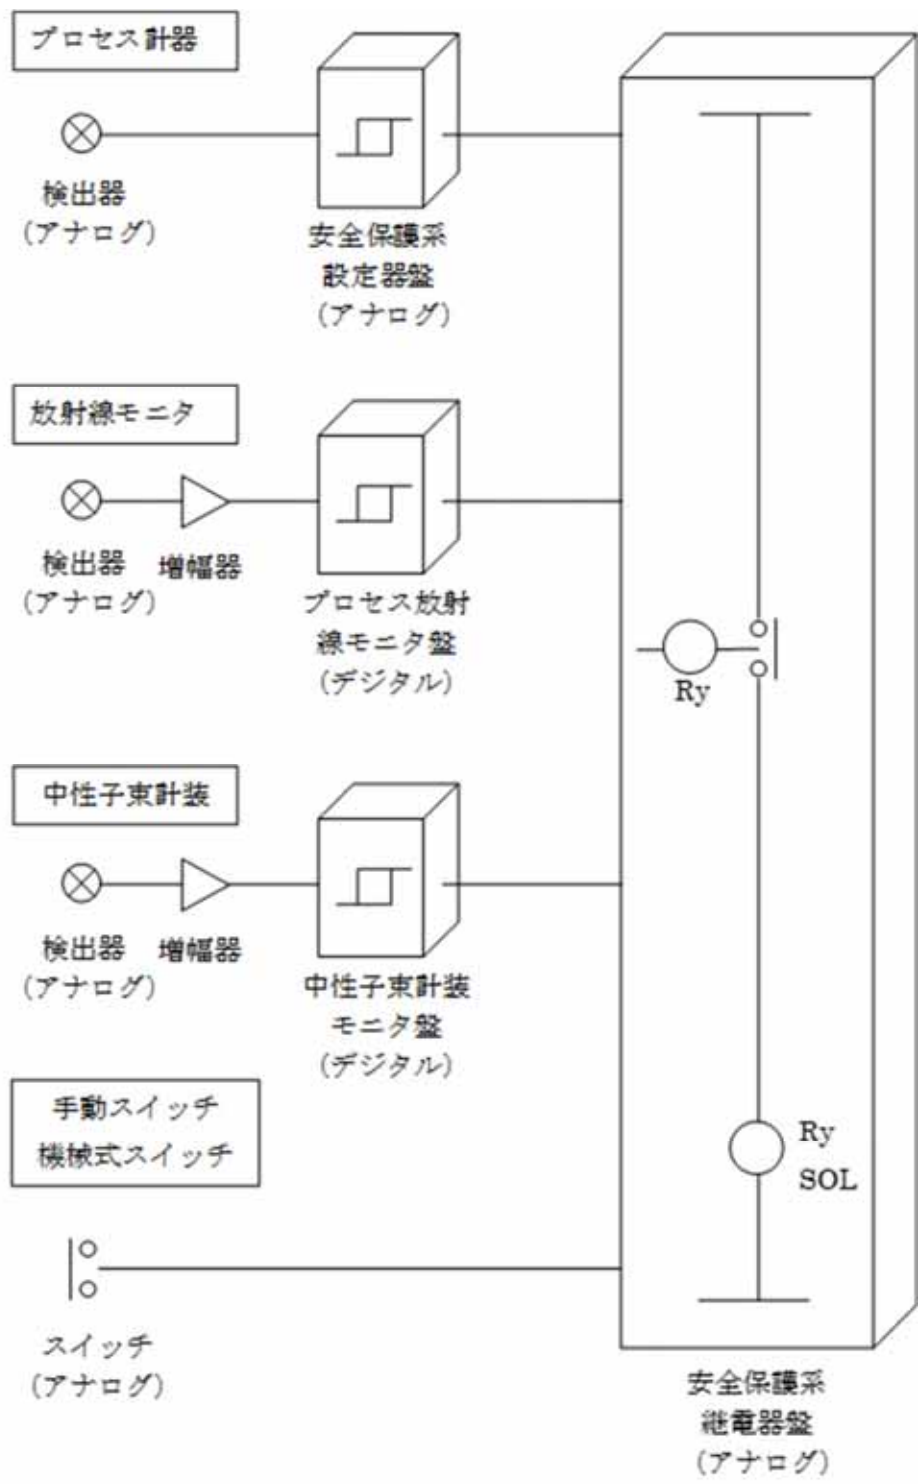 プロセス計器
検出器
(アナログ)
安全保護系
設定器盤
(アナログ)
放射線モニタ
検出器
(アナログ)
増幅器
プロセス放射
線モニタ盤
(デジタル)
Ry
中性子束計装
検出器
(アナログ)
増幅器
中性子束計装
モニタ盤
(デジタル)
手動スイッチ
機械式スイッチ
Ry
SOL
スイッチ
(アナログ)
安全保護系
継電器盤
(アナログ)